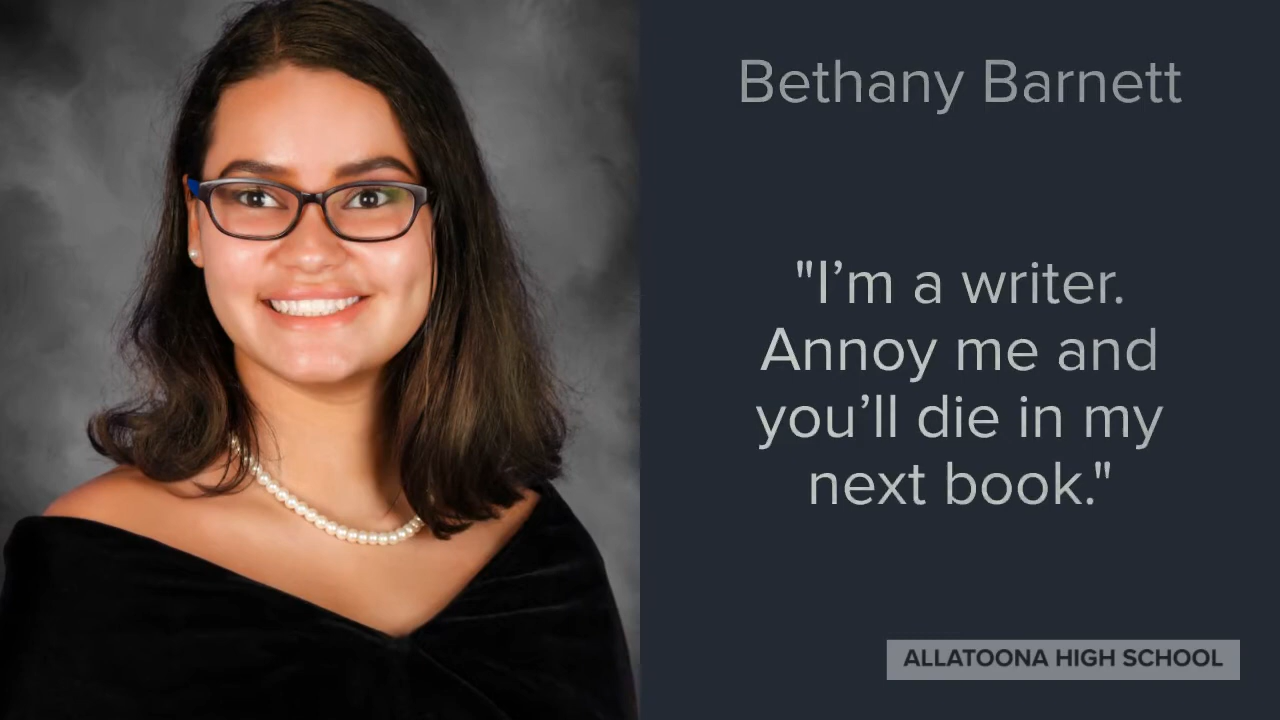 Bethany Barnett
"I’m a writer.
Annoy me and
you’ll die in my
next book."
ALLATOONA HIGH SCHOOL